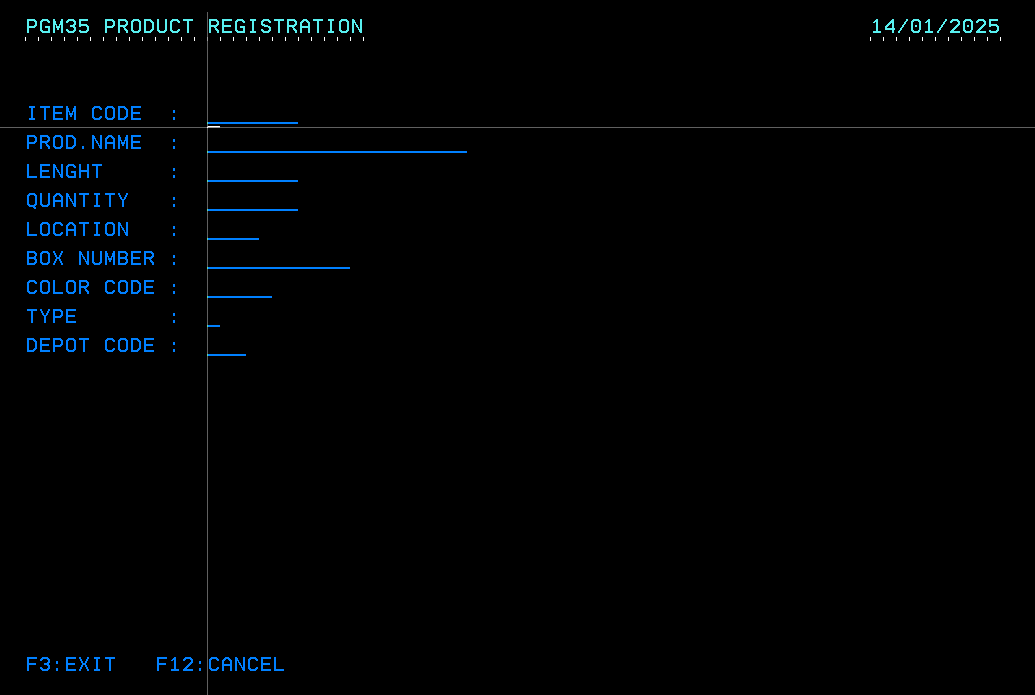 PGM35 PRODUCT REGISTRATION 14/01/2025
ITEM CODE :
PROD.NAME :
LENGHT :
QUANTITY :
LOCATION :
BOX NUMBER :
COLOR CODE :
TYPE :
DEPOT CODE :
F3:EXIT F12:CANCEL